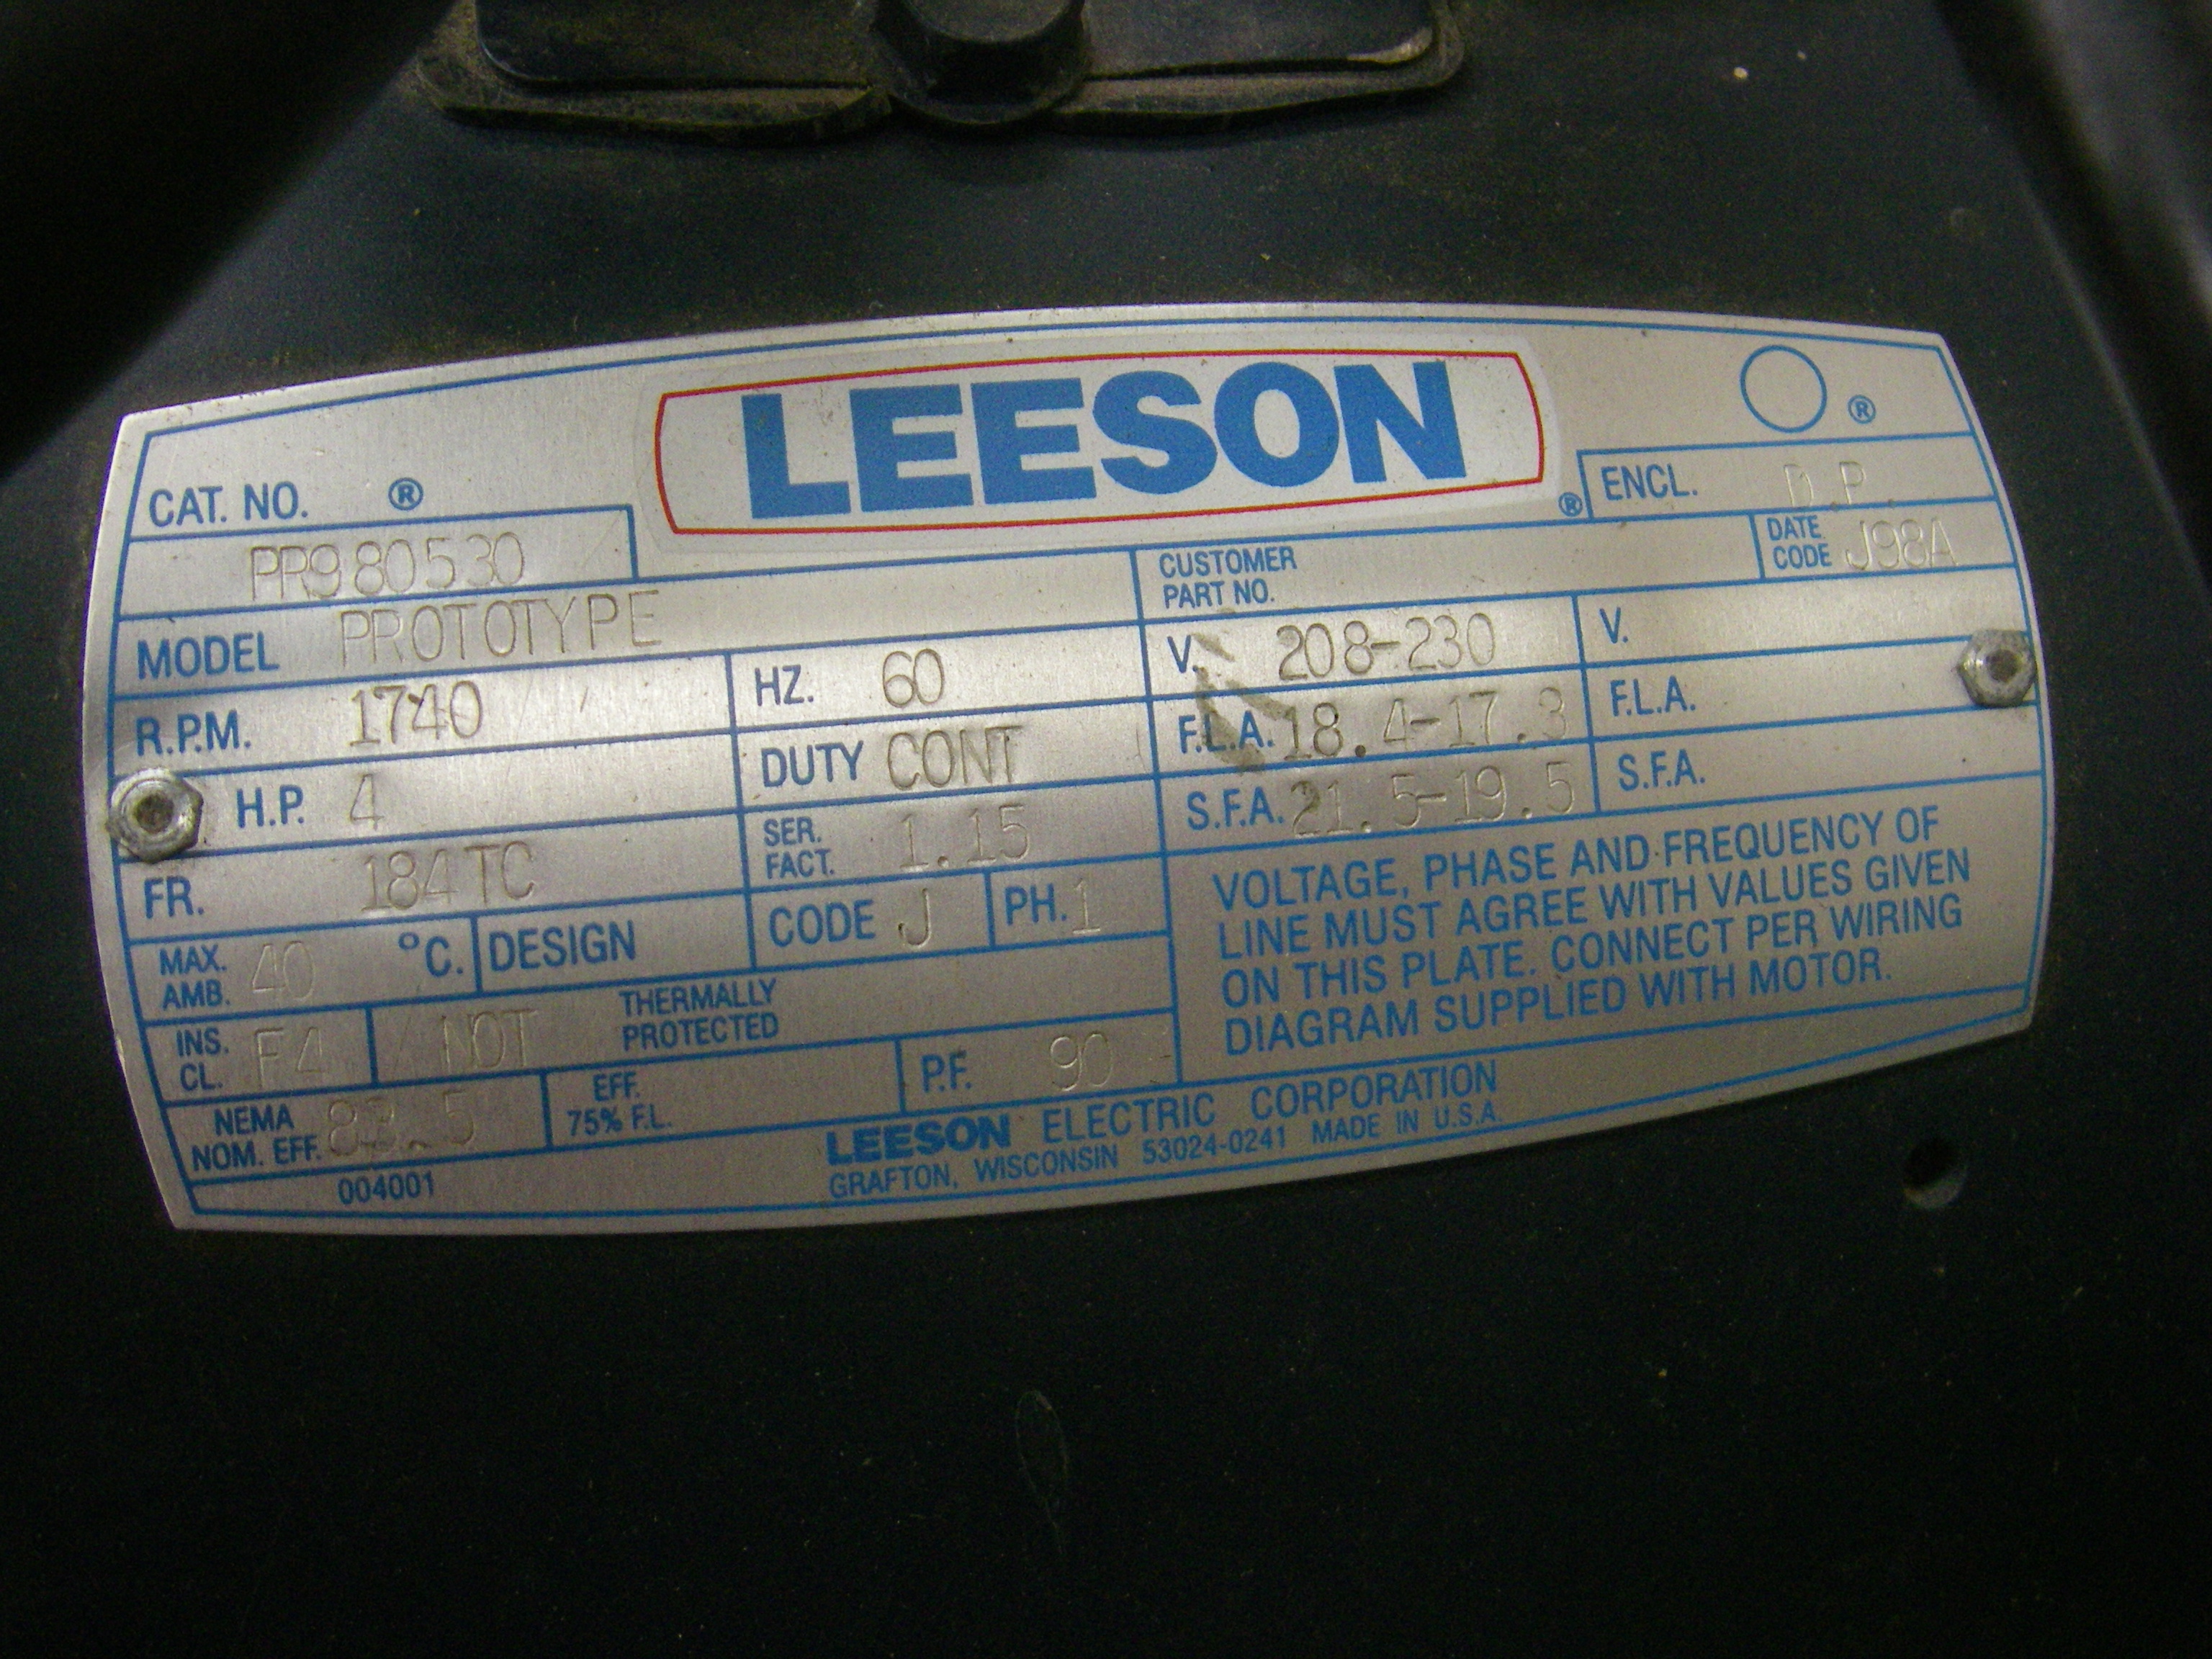 LEESON ®
®
CAT. NO. ®
ENCL. D.P.
PR980530
CUSTOMER PART NO.
DATE CODE J98A
MODEL PROTOTYPE
R.P.M. 1740 HZ. 60 V. 208-230 V.
H.P. 4 DUTY CONT F.L.A. 18.4-17.3 F.L.A.
FR. 184TC SER. FACT. 1.15 S.F.A. 21.5-19.5 S.F.A.
MAX. AMB. 40 °C. DESIGN CODE J PH. 1
INS. CL. F4 NOT THERMALLY PROTECTED
NEMA NOM. EFF. 82.5 EFF. 75% F.L. P.F. 90
VOLTAGE, PHASE AND FREQUENCY OF
LINE MUST AGREE WITH VALUES GIVEN
ON THIS PLATE. CONNECT PER WIRING
DIAGRAM SUPPLIED WITH MOTOR.
LEESON ELECTRIC CORPORATION
GRAFTON, WISCONSIN 53024-0241 MADE IN U.S.A.
004001